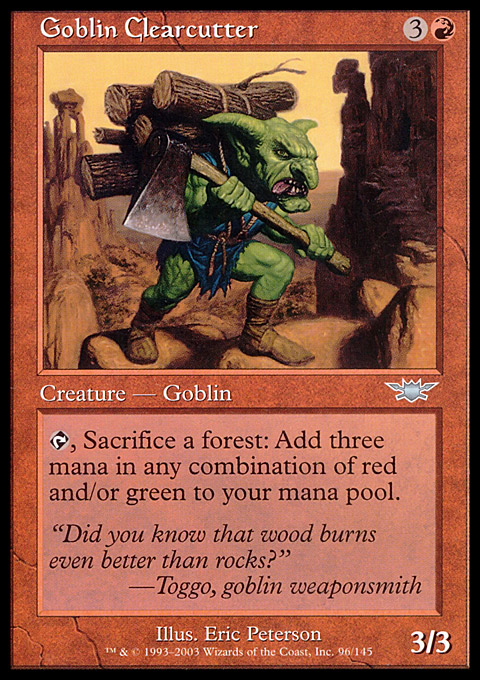 Goblin Clearcutter 3
Creature — Goblin
, Sacrifice a forest: Add three
mana in any combination of red
and/or green to your mana pool.
“Did you know that wood burns
even better than rocks?”
—Toggo, goblin weaponsmith
Illus. Eric Peterson
3/3
™ & © 1993–2003 Wizards of the Coast, Inc. 96/145